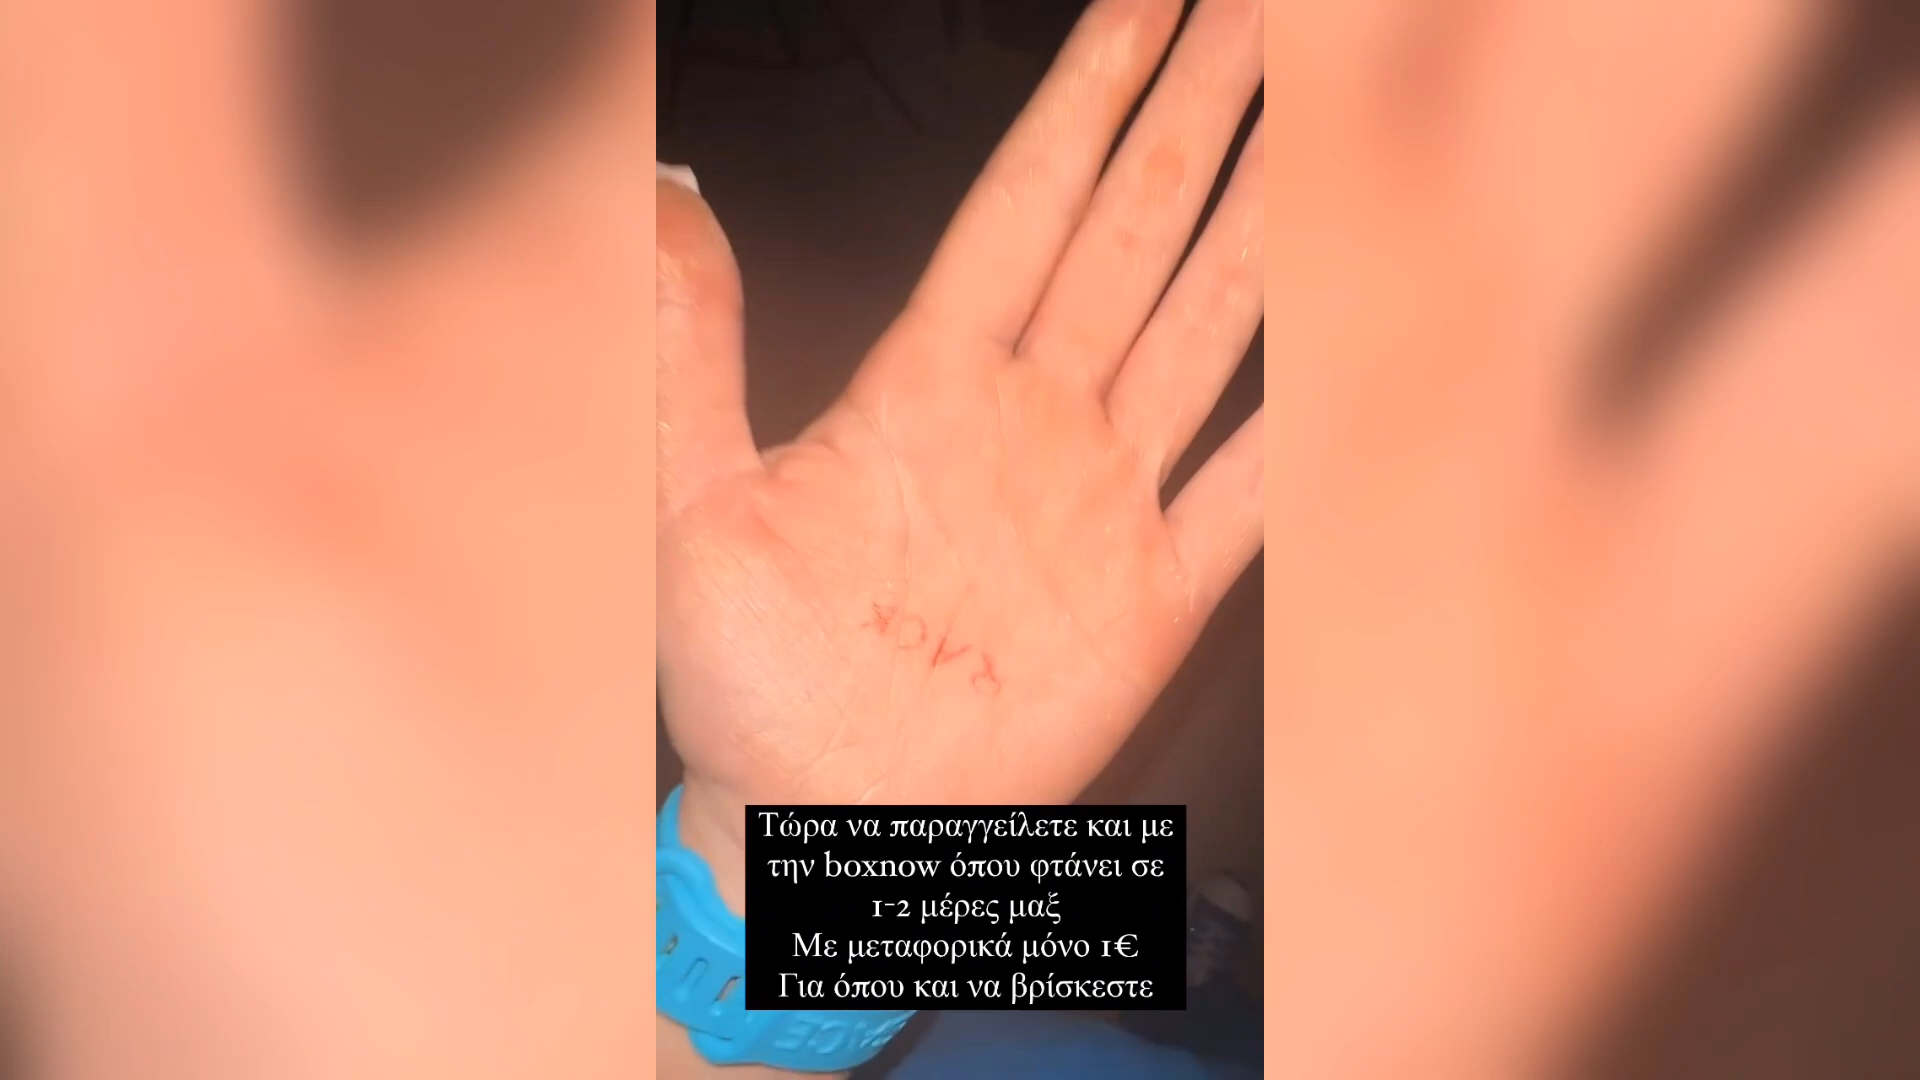 Τώρα να παραγγείλετε και με
την boxnow όπου φτάνει σε
1-2 μέρες μαξ
Με μεταφορικά μόνο 1€
Για όπου και να βρίσκεστε